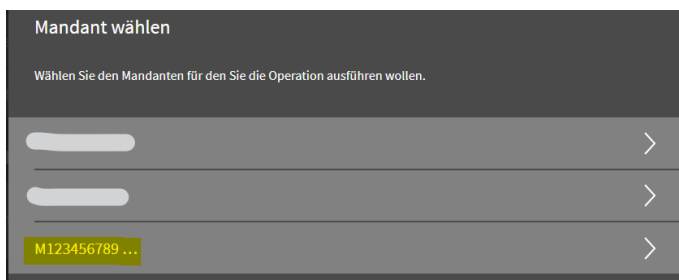 Mandant wählen
Wählen Sie den Mandanten für den Sie die Operation ausführen wollen.
M123456789 ...